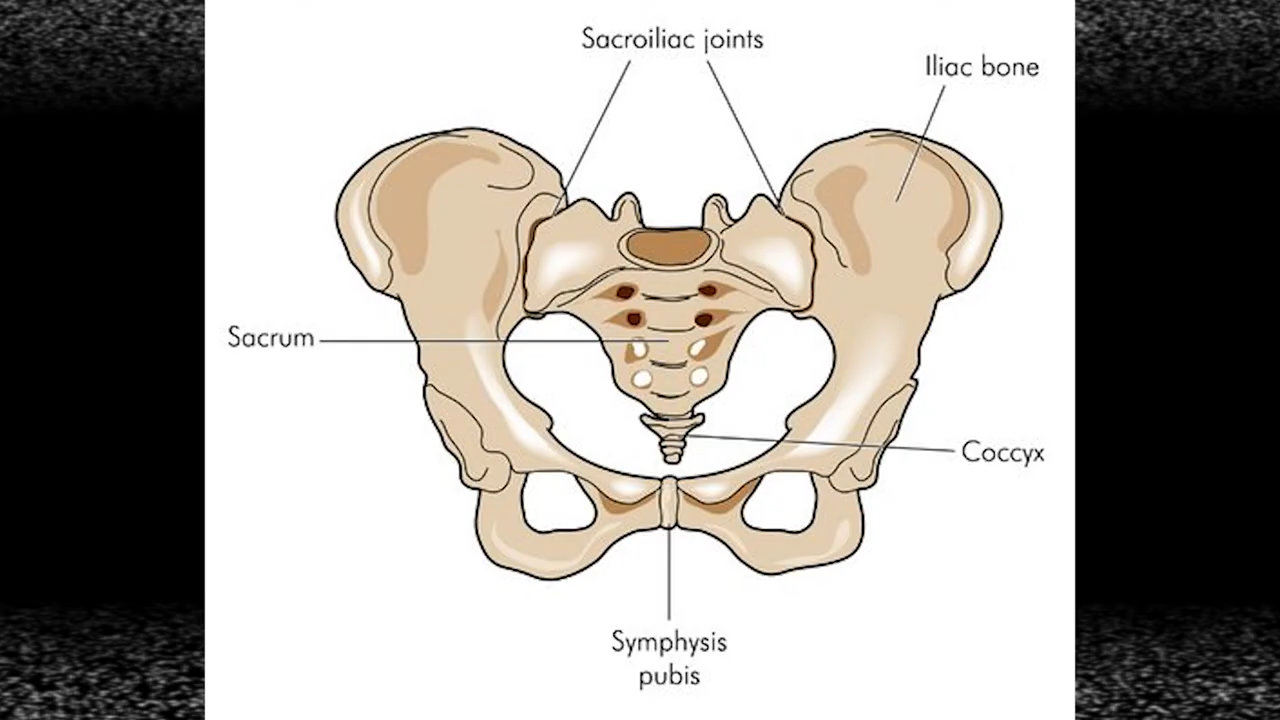 Sacroiliac joints
Iliac bone
Sacrum
Coccyx
Symphysis
pubis